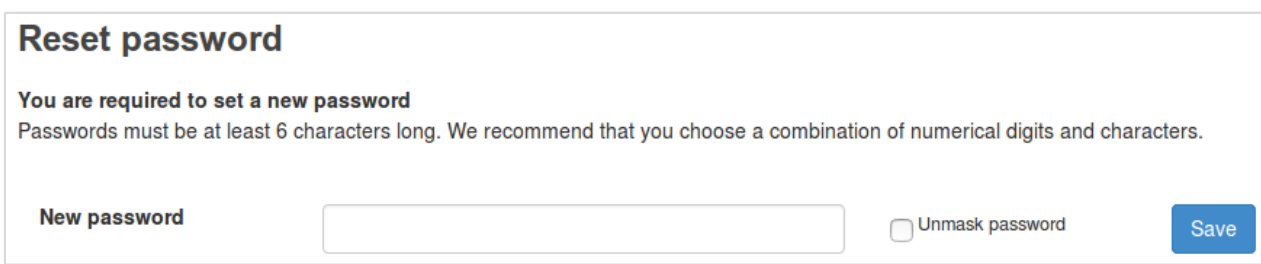 Reset password
You are required to set a new password
Passwords must be at least 6 characters long. We recommend that you choose a combination of numerical digits and characters.
New password
Unmask password
Save